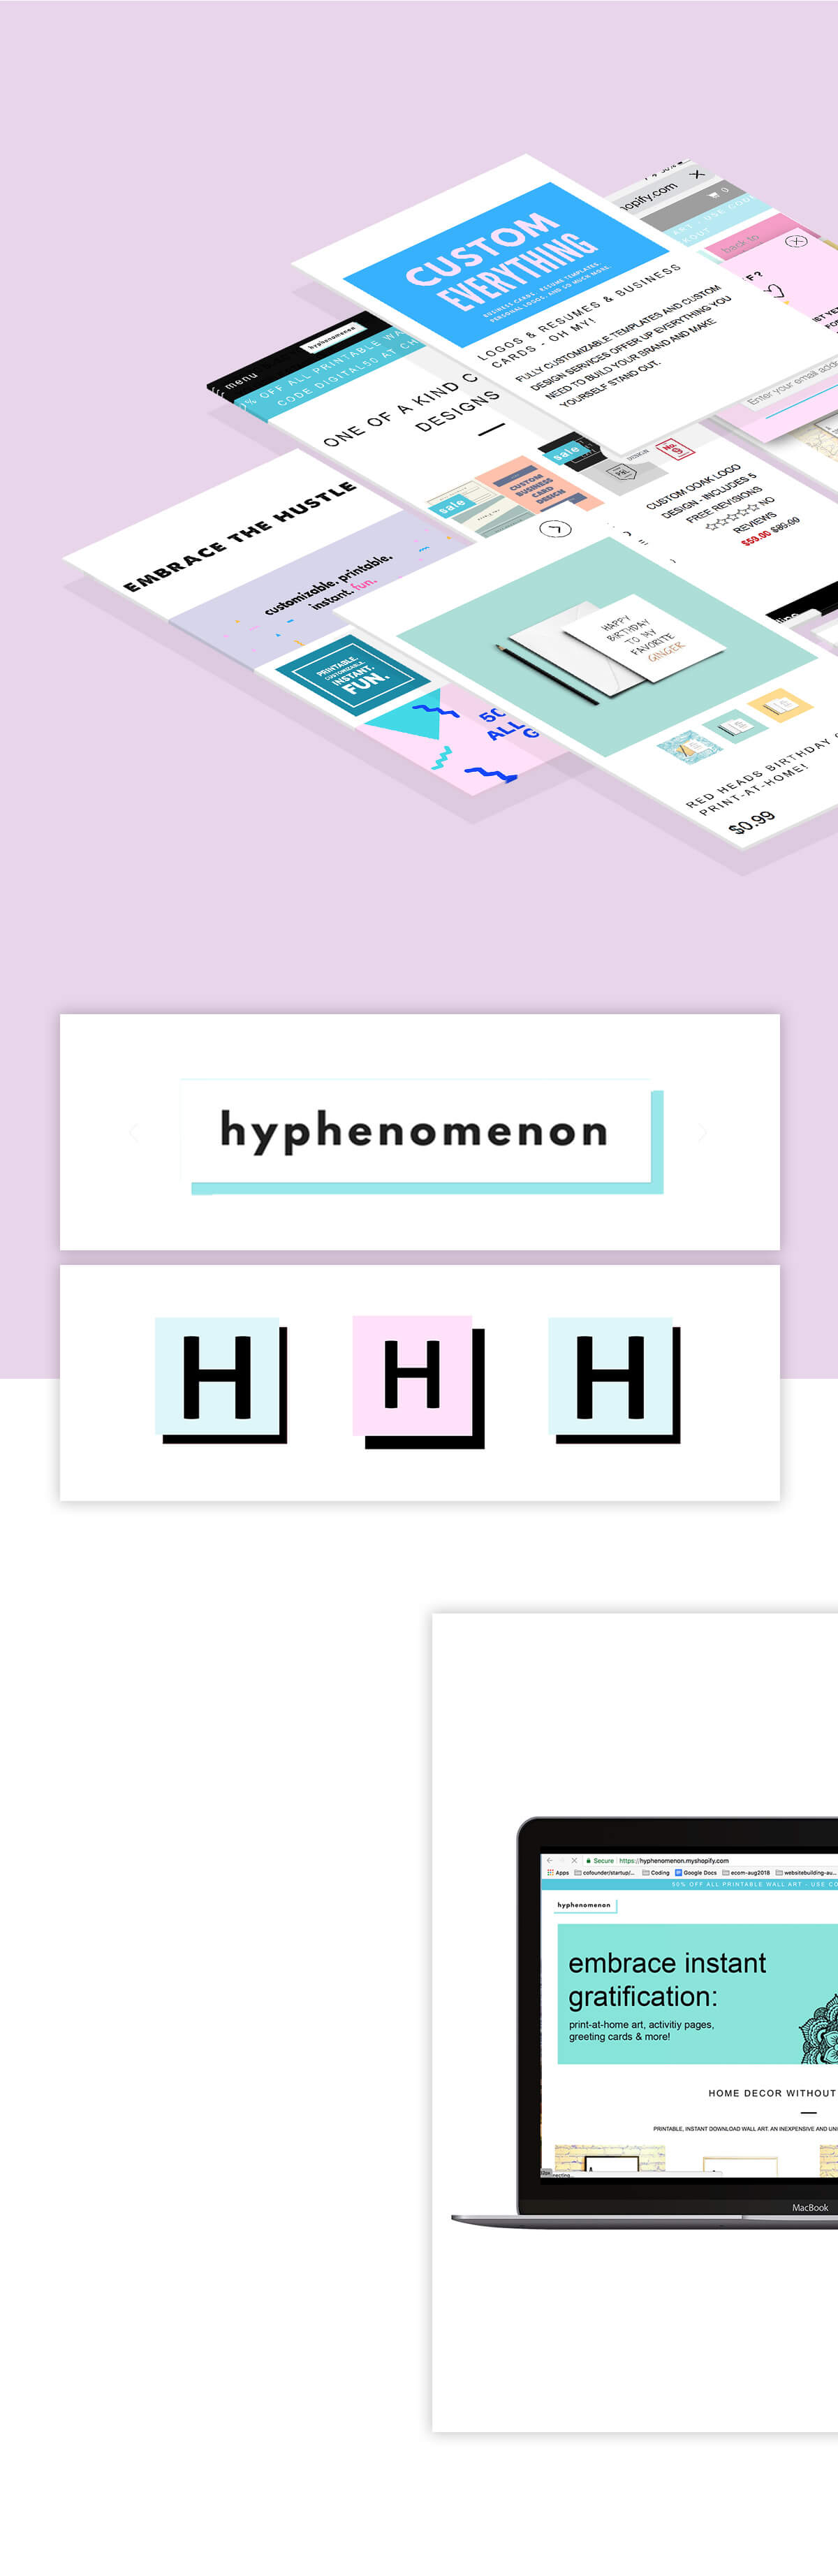 CUSTOM
EVERYTHING
BUSINESS CARDS, RESUME TEMPLATES,
PERSONAL LOGOS, AND SO MUCH MORE.
LOGOS & RESUMES & BUSINESS
CARDS - OH MY!
FULLY CUSTOMIZABLE TEMPLATES AND CUSTOM
DESIGN SERVICES OFFER UP EVERYTHING YOU
NEED TO BUILD YOUR BRAND AND MAKE
YOURSELF STAND OUT.
opify.com
0
USE CODE
back to
F?
Enter your email addr
menu
hyphenomenon
% OFF ALL PRINTABLE WA
CODE DIGITAL50 AT CH
ONE OF A KIND C
DESIGNS
sale
CUSTOM
BUSINESS
CARD
DESIGN
sale
No.
9
CUSTOM COAK LOGO
DESIGN - INCLUDES 5
FREE REVISIONS
NO
REVIEWS
$59.00 $89.00
EMBRACE THE HUSTLE
customizable. printable.
instant. fun.
PRINTABLE.
CUSTOMIZABLE.
INSTANT.
FUN.
50
ALL
G
HAPPY
BIRTHDAY
TO MY
FAVORITE
GINGER
RED HEADS BIRTHDAY
PRINT-AT-HOME!
$0.99
hyphenomenon
H H H
Secure https://hyphenomenon.myshopify.com
Apps cofounder/startup/... Coding Google Docs ecom-aug2018 websitebuilding-au...
50% OFF ALL PRINTABLE WALL ART - USE CO
hyphenomenon
embrace instant
gratification:
print-at-home art, activitiy pages,
greeting cards & more!
HOME DECOR WITHOUT
PRINTABLE, INSTANT DOWNLOAD WALL ART. AN INEXPENSIVE AND UNI
MacBook